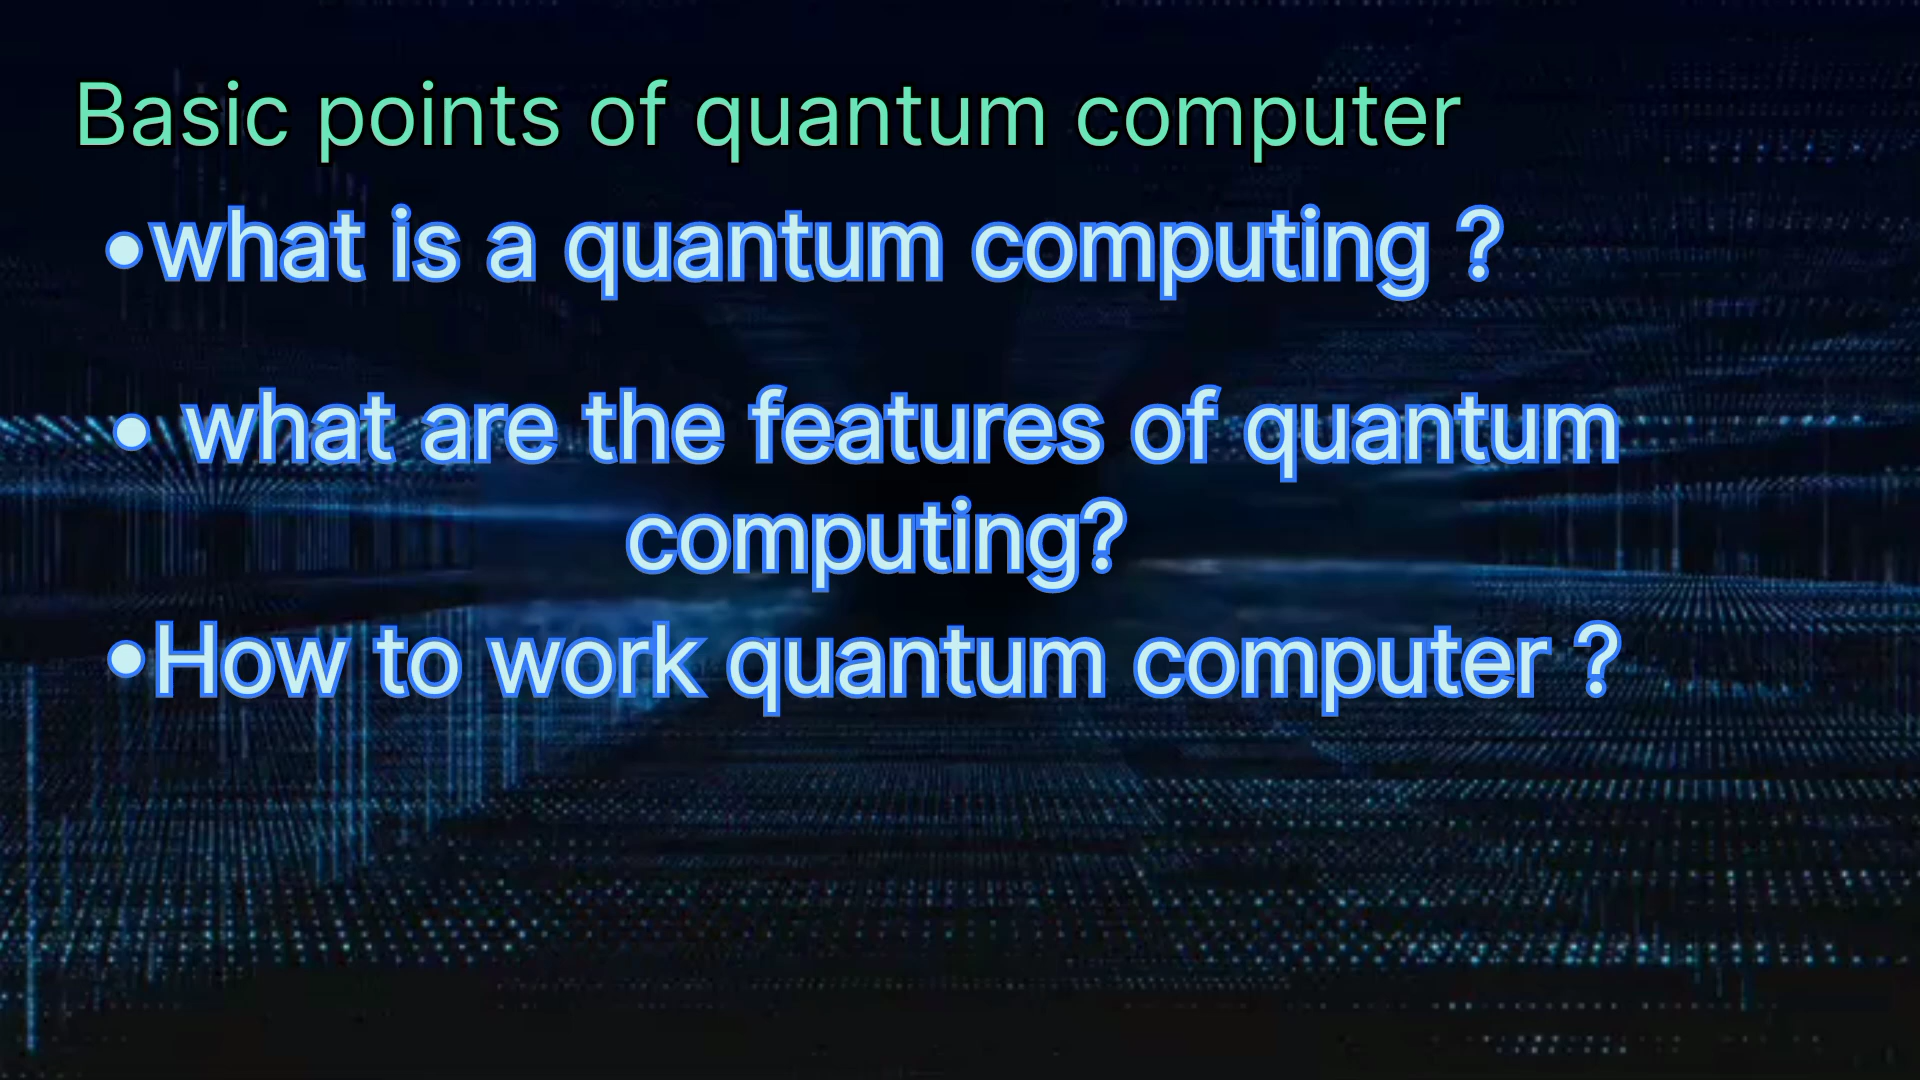 Basic points of quantum computer
•what is a quantum computing ?
• what are the features of quantum
computing?
•How to work quantum computer ?